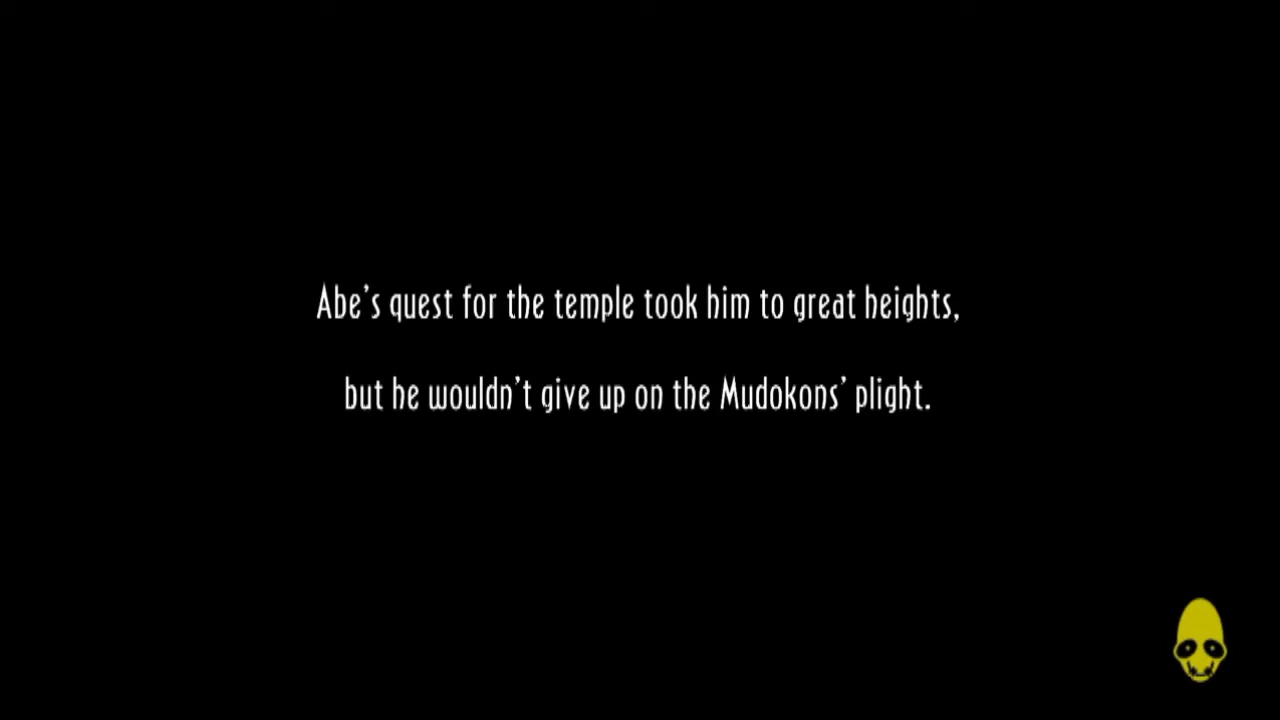 Abe’s quest for the temple took him to great heights,
but he wouldn’t give up on the Mudokons’ plight.